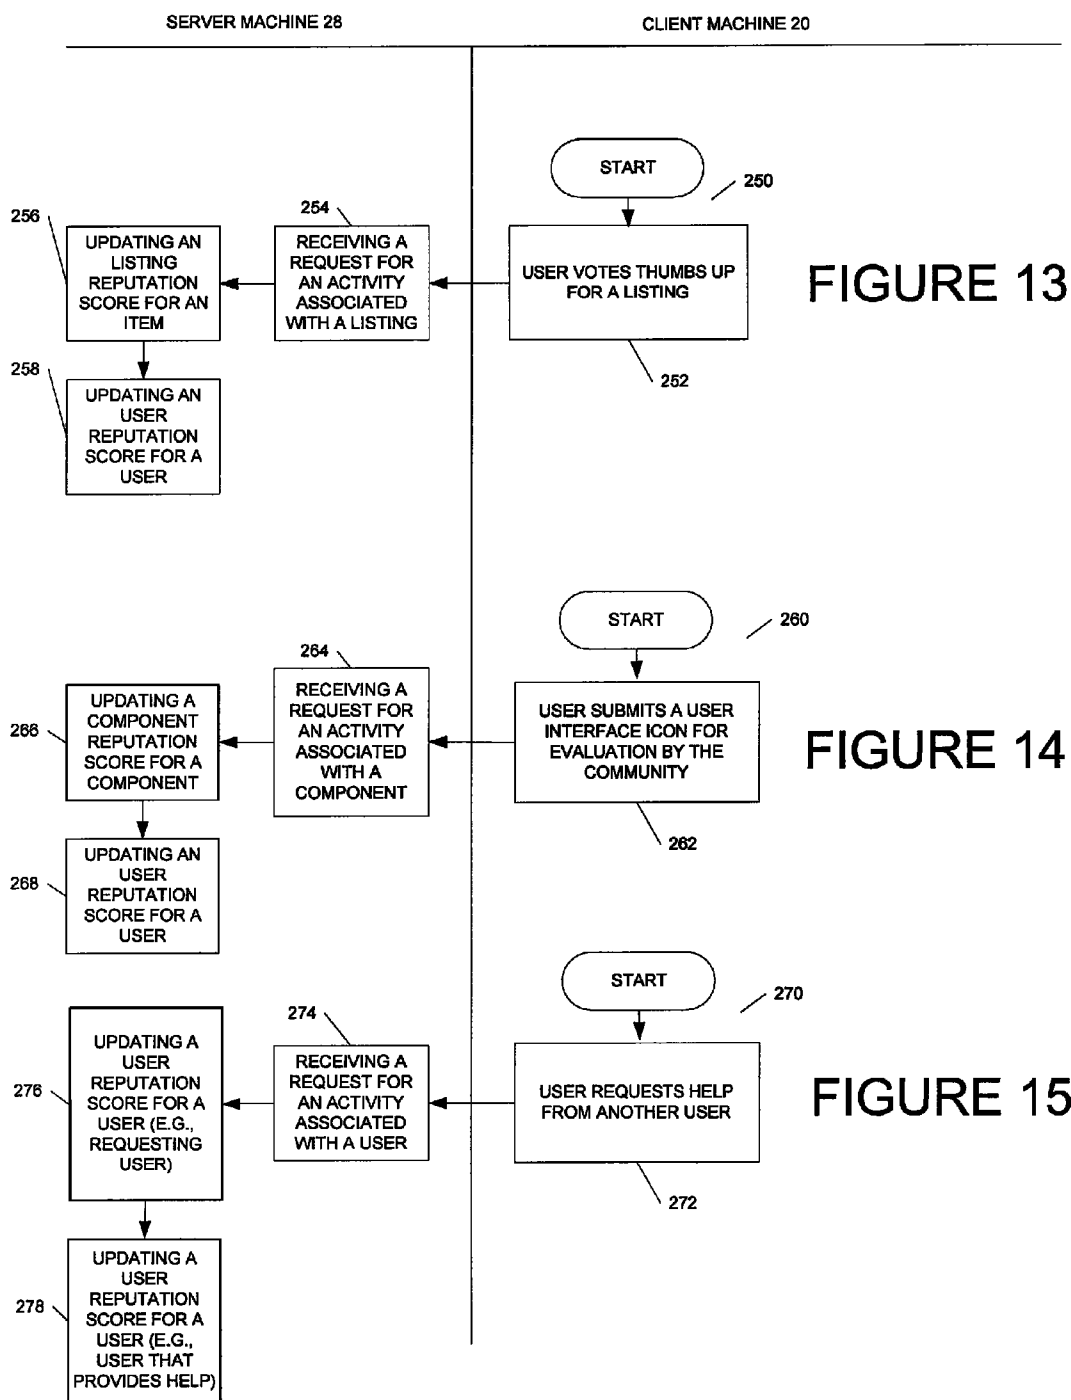 SERVER MACHINE 28
CLIENT MACHINE 20
START
250
256
254
UPDATING AN
LISTING
REPUTATION
SCORE FOR AN
ITEM
RECEIVING A
REQUEST FOR
AN ACTIVITY
ASSOCIATED
WITH A LISTING
USER VOTES THUMBS UP
FOR A LISTING
FIGURE 13
252
258
UPDATING AN
USER
REPUTATION
SCORE FOR A
USER
START
260
264
266
UPDATING A
COMPONENT
REPUTATION
SCORE FOR A
COMPONENT
RECEIVING A
REQUEST FOR
AN ACTIVITY
ASSOCIATED
WITH A
COMPONENT
USER SUBMITS A USER
INTERFACE ICON FOR
EVALUATION BY THE
COMMUNITY
FIGURE 14
262
268
UPDATING AN
USER
REPUTATION
SCORE FOR A
USER
START
270
274
276
UPDATING A
USER
REPUTATION
SCORE FOR A
USER (E.G.,
REQUESTING
USER)
RECEIVING A
REQUEST FOR
AN ACTIVITY
ASSOCIATED
WITH A USER
USER REQUESTS HELP
FROM ANOTHER USER
FIGURE 15
272
278
UPDATING A
USER
REPUTATION
SCORE FOR A
USER (E.G.,
USER THAT
PROVIDES HELP)